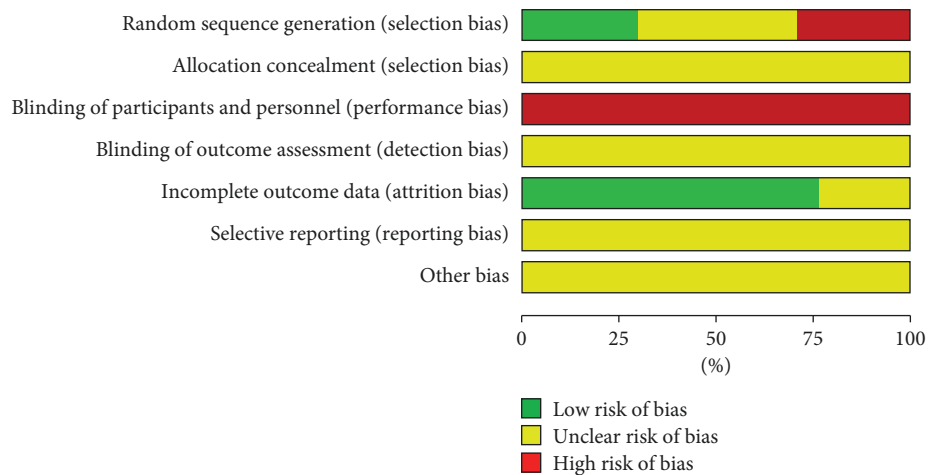 Random sequence generation (selection bias)
Allocation concealment (selection bias)
Blinding of participants and personnel (performance bias)
Blinding of outcome assessment (detection bias)
Incomplete outcome data (attrition bias)
Selective reporting (reporting bias)
Other bias
0 25 50 75 100
(%)
Low risk of bias
Unclear risk of bias
High risk of bias